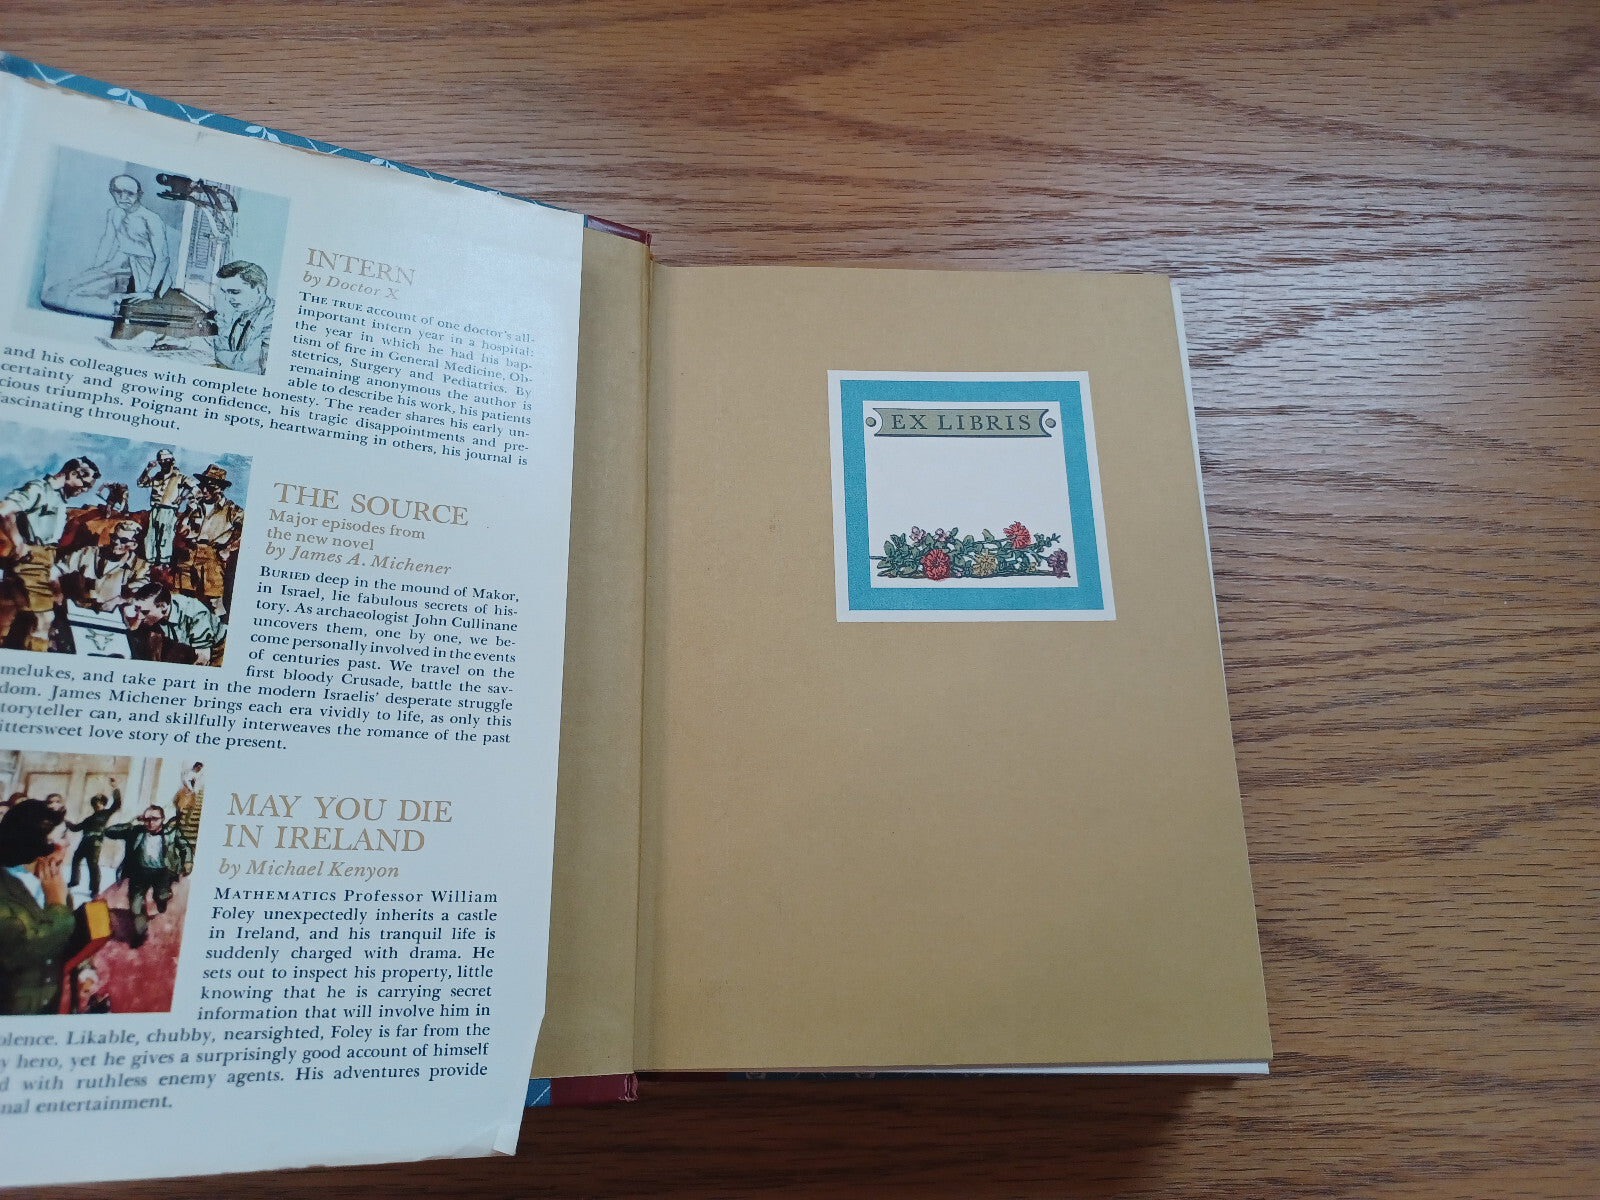 INTERN
by Doctor X
THE TRUE account of one doctor's all-
important intern year in a hospital:
the year in which he had his bap-
tism of fire in General Medicine, Ob-
stetrics, Surgery and Pediatrics. By
remaining anonymous the author is
able to describe his work, his patients
and his colleagues with complete honesty. The reader shares his early un-
certainty and growing confidence, his tragic disappointments and pre-
cious triumphs. Poignant in spots, heartwarming in others, his journal is
fascinating throughout.
THE SOURCE
Major episodes from
the new novel
by James A. Michener
BURIED deep in the mound of Makor,
in Israel, lie fabulous secrets of his-
tory. As archaeologist John Cullinane
uncovers them, one by one, we be-
come personally involved in the events
of centuries past. We travel on the
first bloody Crusade, battle the sav-
melukes, and take part in the modern Israelis' desperate struggle
dom. James Michener brings each era vividly to life, as only this
storyteller can, and skillfully interweaves the romance of the past
ittersweet love story of the present.
MAY YOU DIE
IN IRELAND
by Michael Kenyon
MATHEMATICS Professor William
Foley unexpectedly inherits a castle
in Ireland, and his tranquil life is
suddenly charged with drama. He
sets out to inspect his property, little
knowing that he is carrying secret
information that will involve him in
olence. Likable, chubby, nearsighted, Foley is far from the
y hero, yet he gives a surprisingly good account of himself
d with ruthless enemy agents. His adventures provide
nal entertainment.
EX LIBRIS